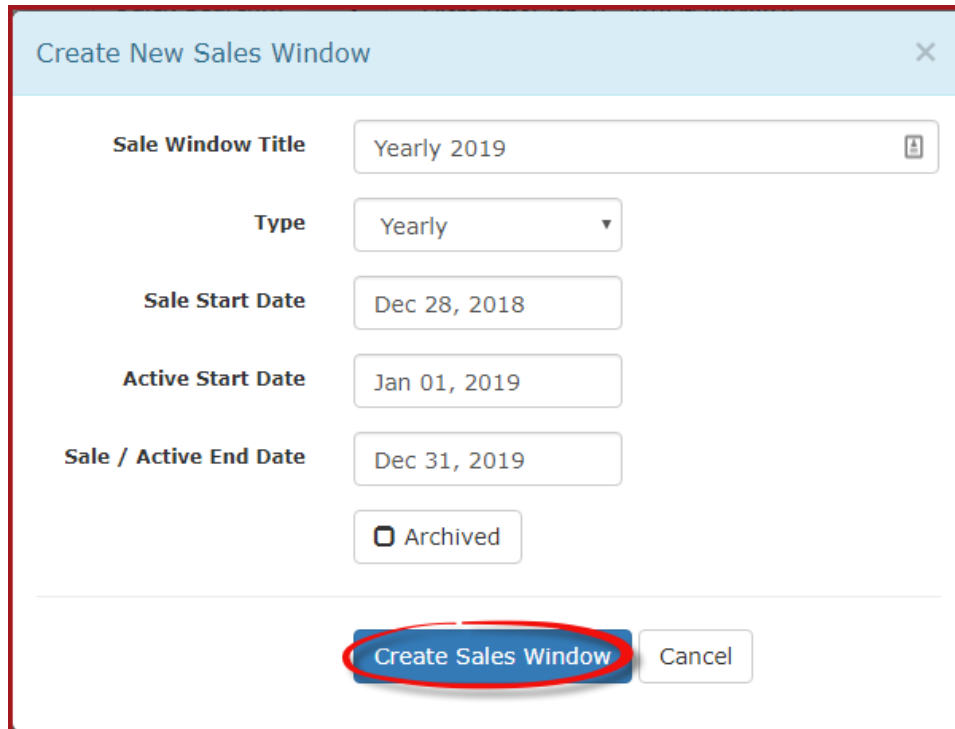 Create New Sales Window ×
Sale Window Title Yearly 2019
Type Yearly
Sale Start Date Dec 28, 2018
Active Start Date Jan 01, 2019
Sale / Active End Date Dec 31, 2019
Archived
Create Sales Window Cancel